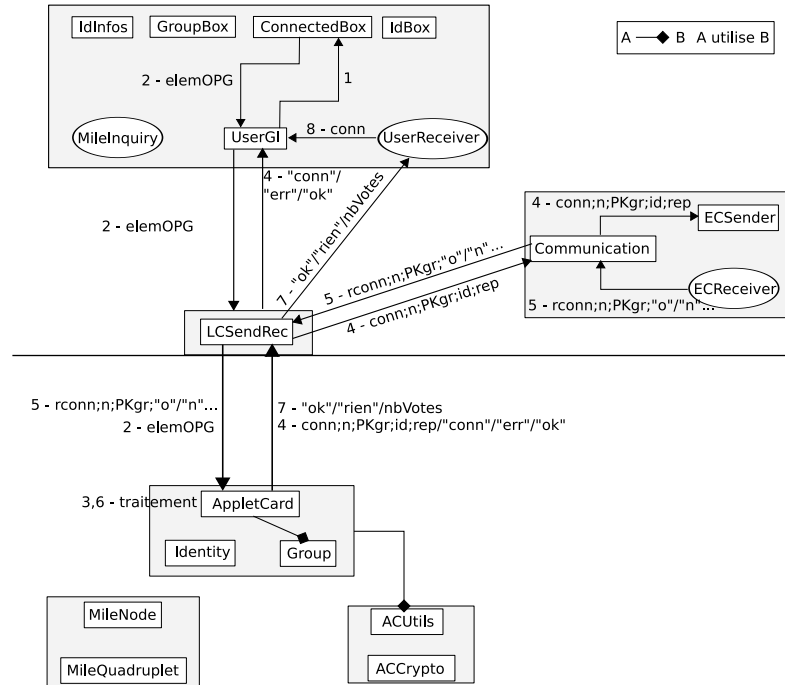 IdInfos
GroupBox
ConnectedBox
IdBox
A
B
A utilise B
2 - elemOPG
1
MileInquiry
UserGI
8 - conn
UserReceiver
4 - "conn"/
"err"/"ok"
2 - elemOPG
7 - "ok"/"rien"/nbVotes
4 - conn;n;PKgr;id;rep
ECSender
Communication
5 - rconn;n;PKgr;"o"/"n"...
4 - conn;n;PKgr;id;rep
ECReceiver
5 - rconn;n;PKgr;"o"/"n"...
LCSendRec
5 - rconn;n;PKgr;"o"/"n"...
2 - elemOPG
7 - "ok"/"rien"/nbVotes
4 - conn;n;PKgr;id;rep/"conn"/"err"/"ok"
3,6 - traitement
AppletCard
Identity
Group
MileNode
MileQuadruplet
ACUtils
ACCrypto